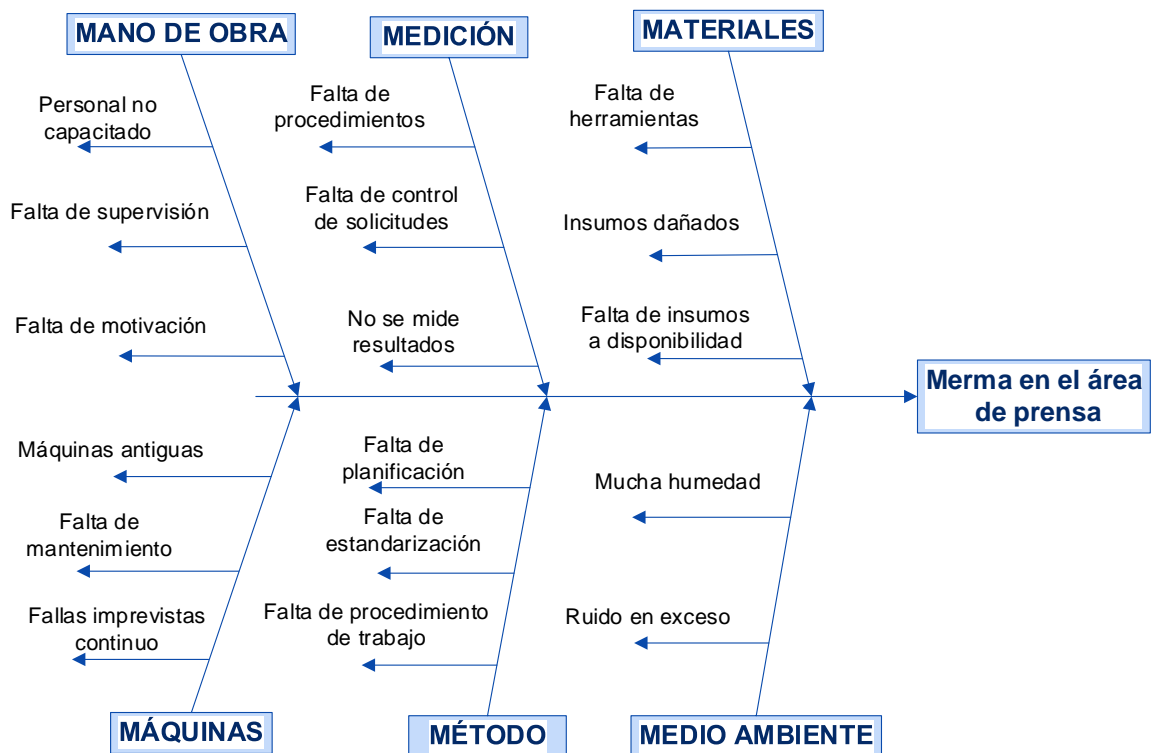 MANO DE OBRA
Personal no
capacitado
Falta de supervisión
Falta de motivación
MEDICIÓN
Falta de
procedimientos
Falta de control
de solicitudes
No se mide
resultados
MATERIALES
Falta de
herramientas
Insumos dañados
Falta de insumos
a disponibilidad
Merma en el área
de prensa
Máquinas antiguas
Falta de
mantenimiento
Fallas imprevistas
continuo
MÁQUINAS
Falta de
planificación
Falta de
estandarización
Falta de procedimiento
de trabajo
MÉTODO
Mucha humedad
Ruido en exceso
MEDIO AMBIENTE